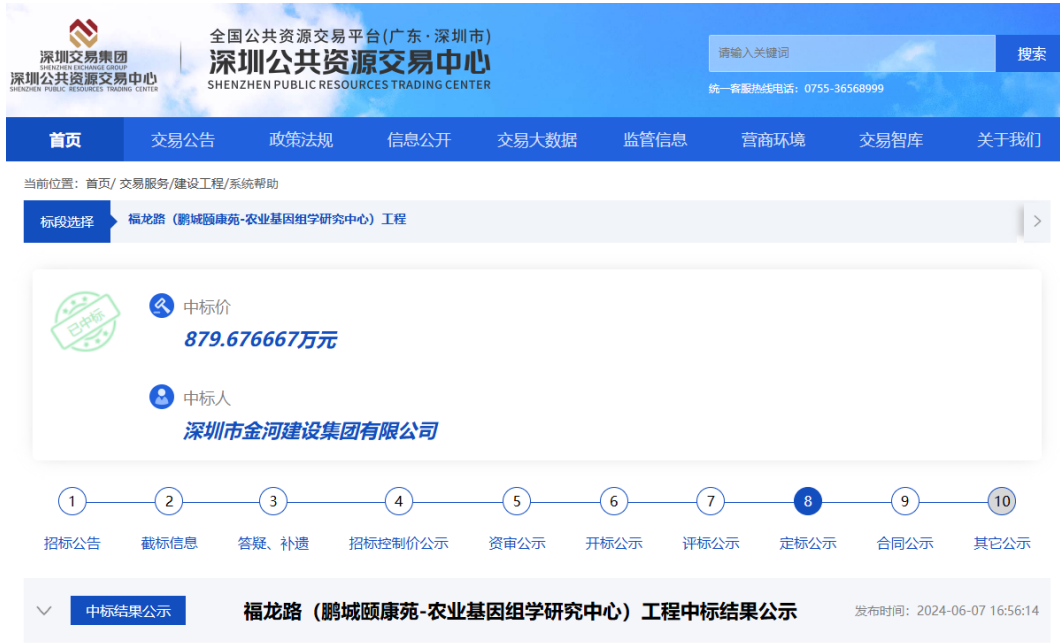 深圳交易集团
SHENZHEN EXCHANGE GROUP
深圳公共资源交易中心
SHENZHEN PUBLIC RESOURCES TRADING CENTER
全国公共资源交易平台(广东·深圳市)
深圳公共资源交易中心
SHENZHEN PUBLIC RESOURCES TRADING CENTER
请输入关键词
搜索
统一客服热线电话：0755-36568999
首页 交易公告 政策法规 信息公开 交易大数据 监管信息 营商环境 交易智库 关于我们
当前位置：首页/ 交易服务/建设工程/系统帮助
标段选择 福龙路（鹏城颐康苑-农业基因组学研究中心）工程
已中标
中标价
879.676667万元
中标人
深圳市金河建设集团有限公司
1 2 3 4 5 6 7 8 9 10
招标公告 截标信息 答疑、补遗 招标控制价公示 资审公示 开标公示 评标公示 定标公示 合同公示 其它公示
中标结果公示 福龙路（鹏城颐康苑-农业基因组学研究中心）工程中标结果公示 发布时间：2024-06-07 16:56:14